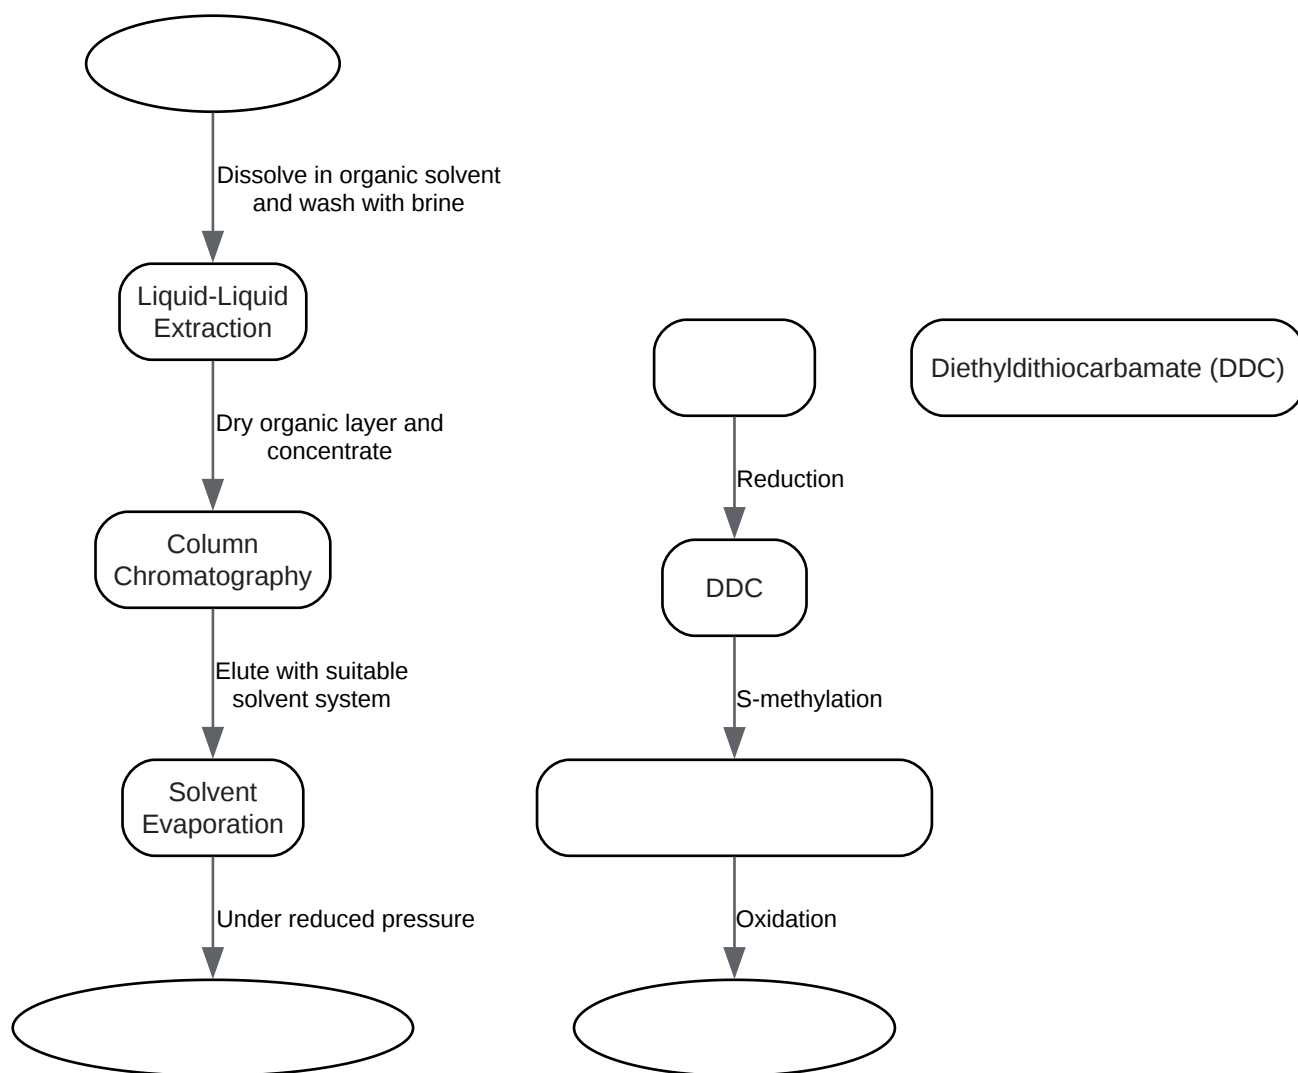 Dissolve in organic solvent
and wash with brine
Liquid-Liquid
Extraction
Dry organic layer and
concentrate
Column
Chromatography
Elute with suitable
solvent system
Solvent
Evaporation
Under reduced pressure
Diethyldithiocarbamate (DDC)
Reduction
DDC
S-methylation
Oxidation